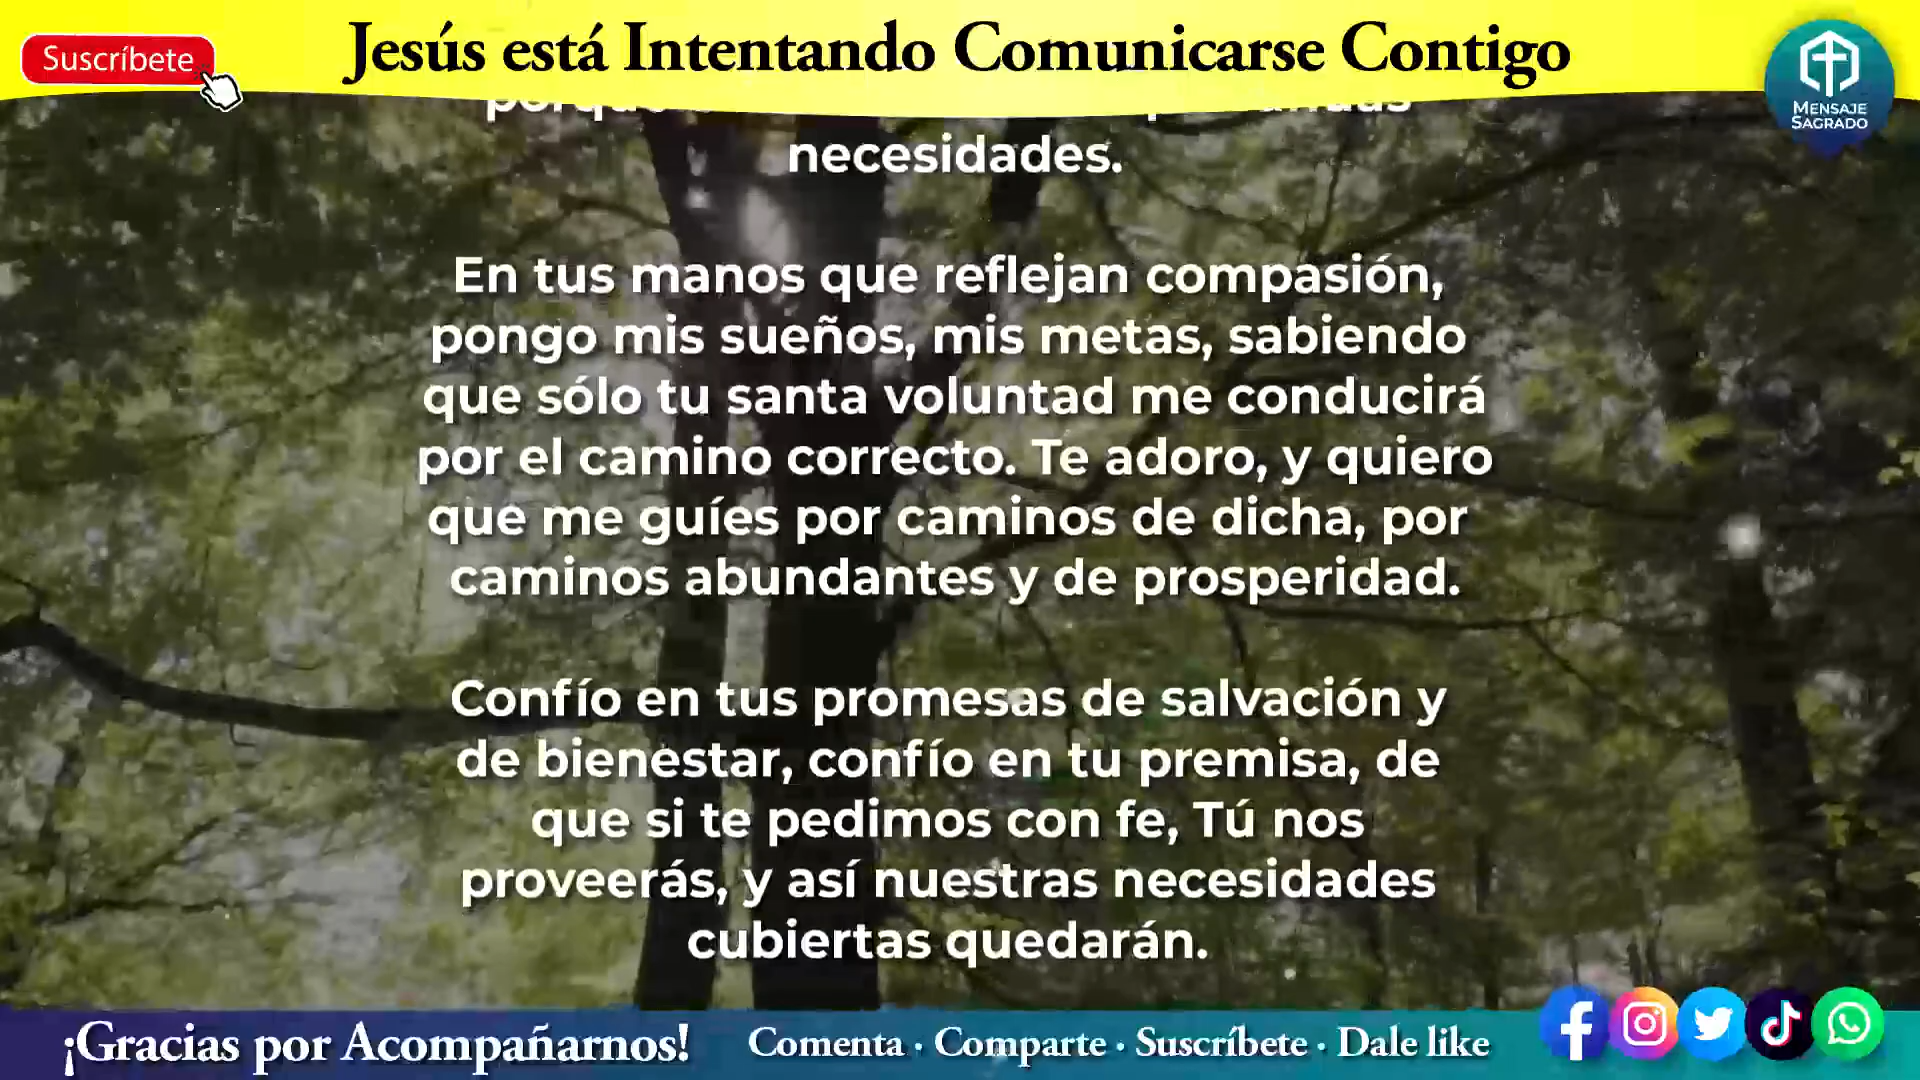 Suscríbete
Jesús está Intentando Comunicarse Contigo
MENSAJE
SAGRADO
necesidades.
En tus manos que reflejan compasión,
pongo mis sueños, mis metas, sabiendo
que sólo tu santa voluntad me conducirá
por el camino correcto. Te adoro, y quiero
que me guíes por caminos de dicha, por
caminos abundantes y de prosperidad.
Confío en tus promesas de salvación y
de bienestar, confío en tu premisa, de
que si te pedimos con fe, Tú nos
proveerás, y así nuestras necesidades
cubiertas quedarán.
¡Gracias por Acompañarnos!
Comenta · Comparte · Suscríbete · Dale like